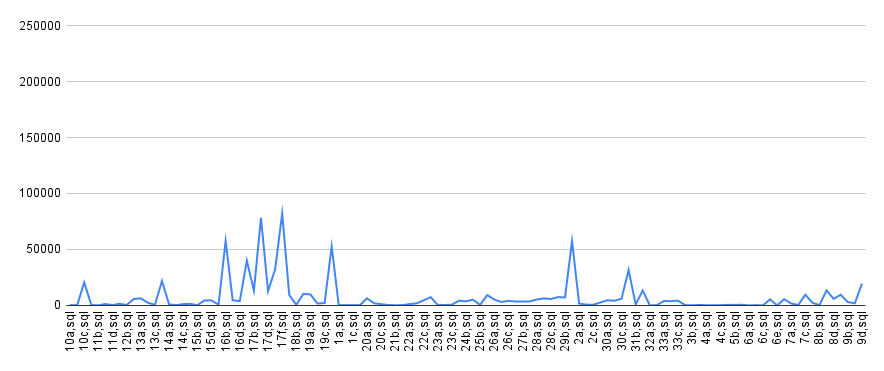 250000
200000
150000
100000
50000
0
10a,sql
10c,sql
11b,sql
11d,sql
12b,sql
13a,sql
13c,sql
14a,sql
14c,sql
15b,sql
15d,sql
16b,sql
16d,sql
17b,sql
17d,sql
17f,sql
18b,sql
19a,sql
19c,sql
1a,sql
1c,sql
20a,sql
20c,sql
21b,sql
22a,sql
22c,sql
23a,sql
23c,sql
24b,sql
25b,sql
26a,sql
26c,sql
27b,sql
28a,sql
28c,sql
29b,sql
2a,sql
2c,sql
30a,sql
30c,sql
31b,sql
32a,sql
33a,sql
33c,sql
4a,sql
4c,sql
5b,sql
6a,sql
6c,sql
6e,sql
7a,sql
7c,sql
8b,sql
8d,sql
9b,sql
9d,sql